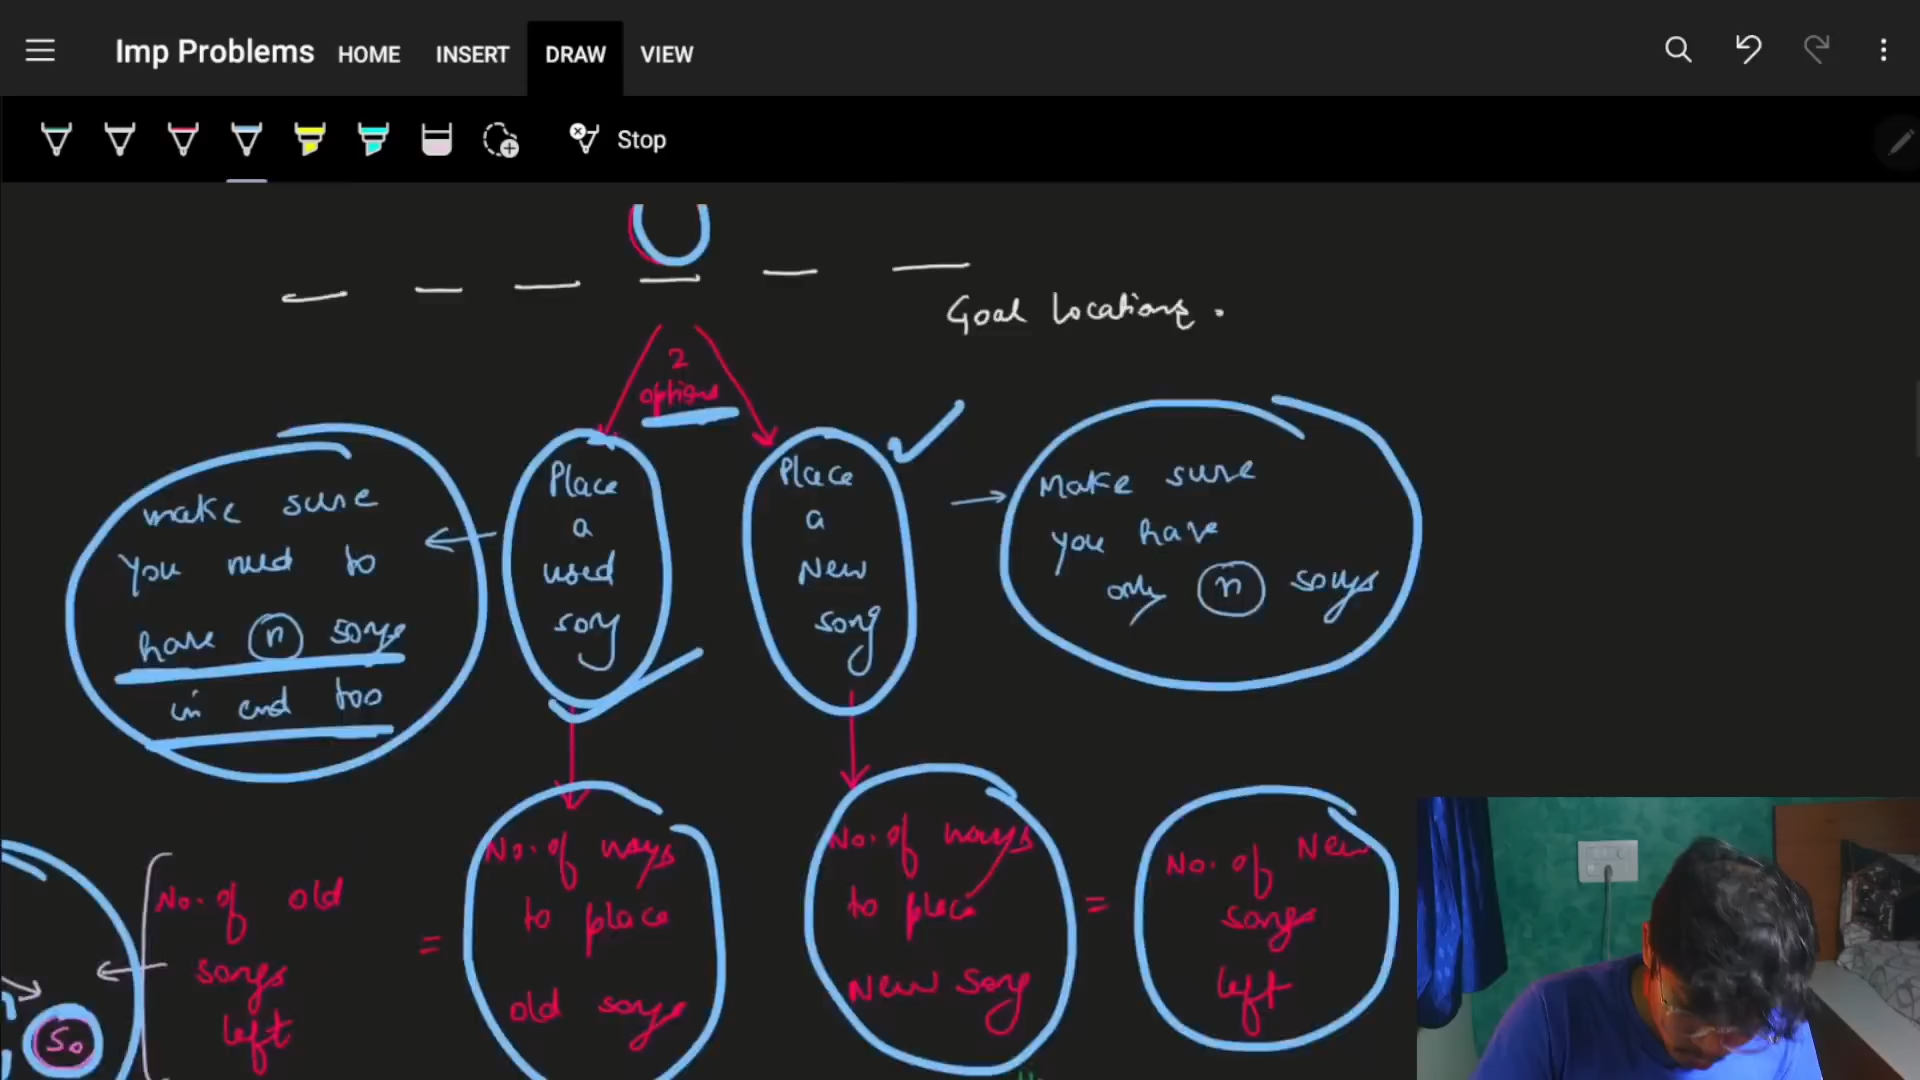 Imp Problems HOME INSERT DRAW VIEW
Stop
Goal locations.
2
options
make sure
you need to
have n songs
in end too
Place
a
used
song
Place
a
New
song
Make sure
you have
only n songs
No. of old
songs
left
=
No. of ways
to place
old songs
No. of ways
to place
New song
=
No. of New
songs
left
So